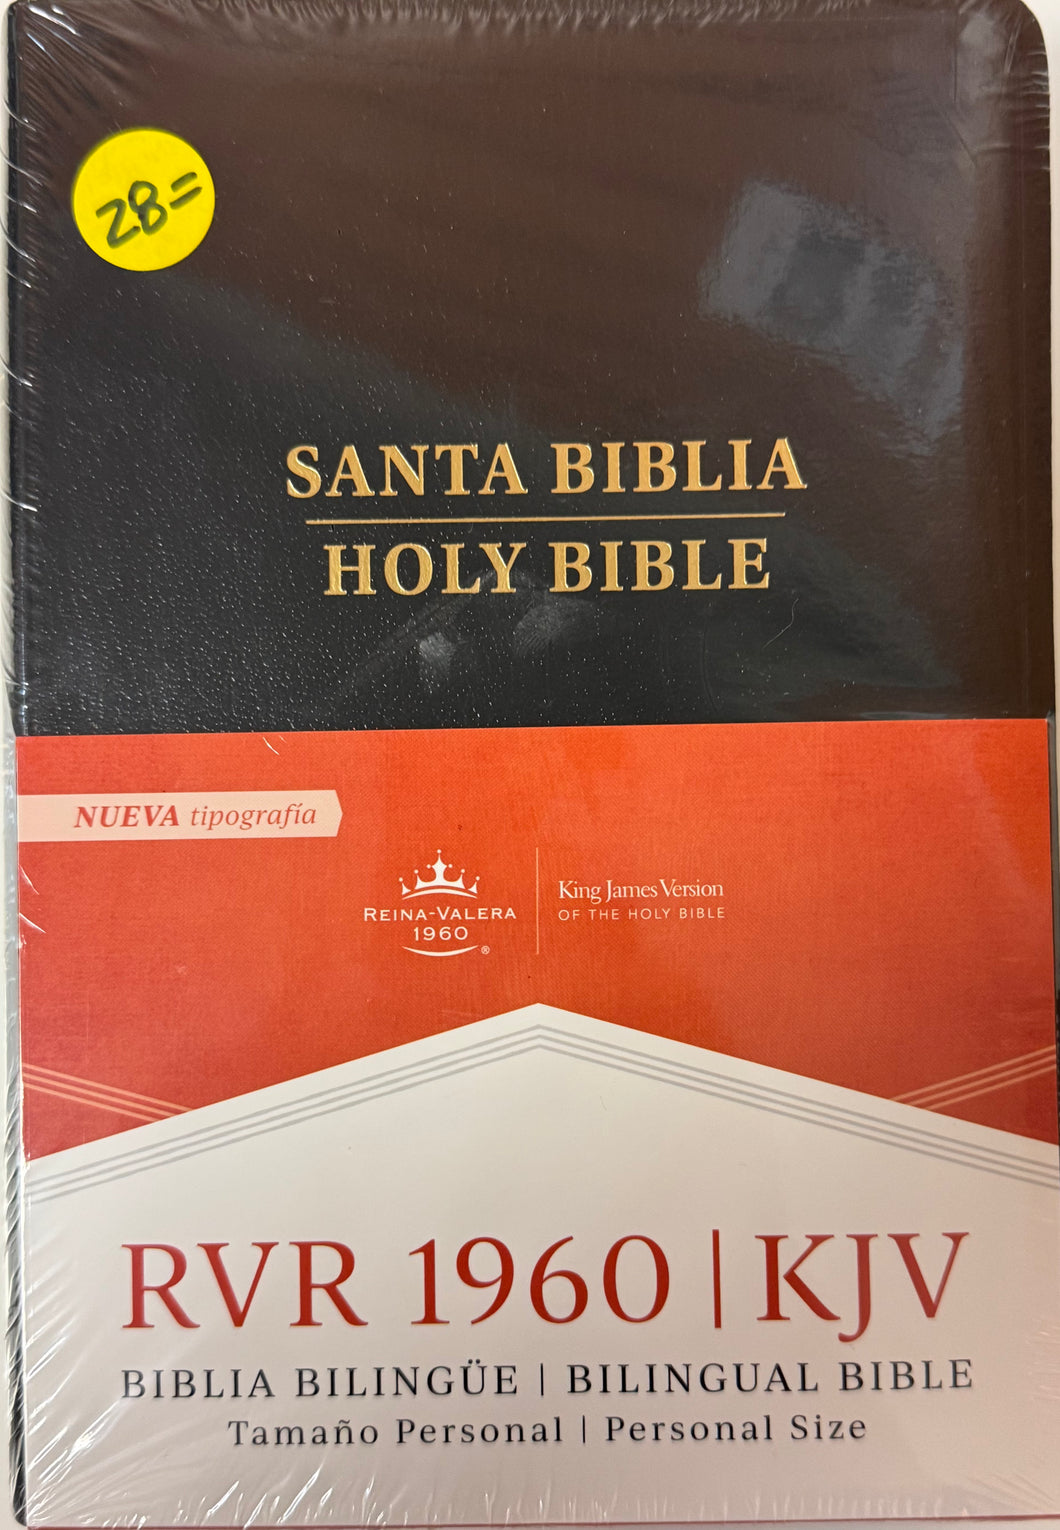 28=
SANTA BIBLIA
HOLY BIBLE
NUEVA tipografía
REINA-VALERA
1960
®
King James Version
OF THE HOLY BIBLE
RVR 1960 | KJV
BIBLIA BILINGÜE | BILINGUAL BIBLE
Tamaño Personal | Personal Size